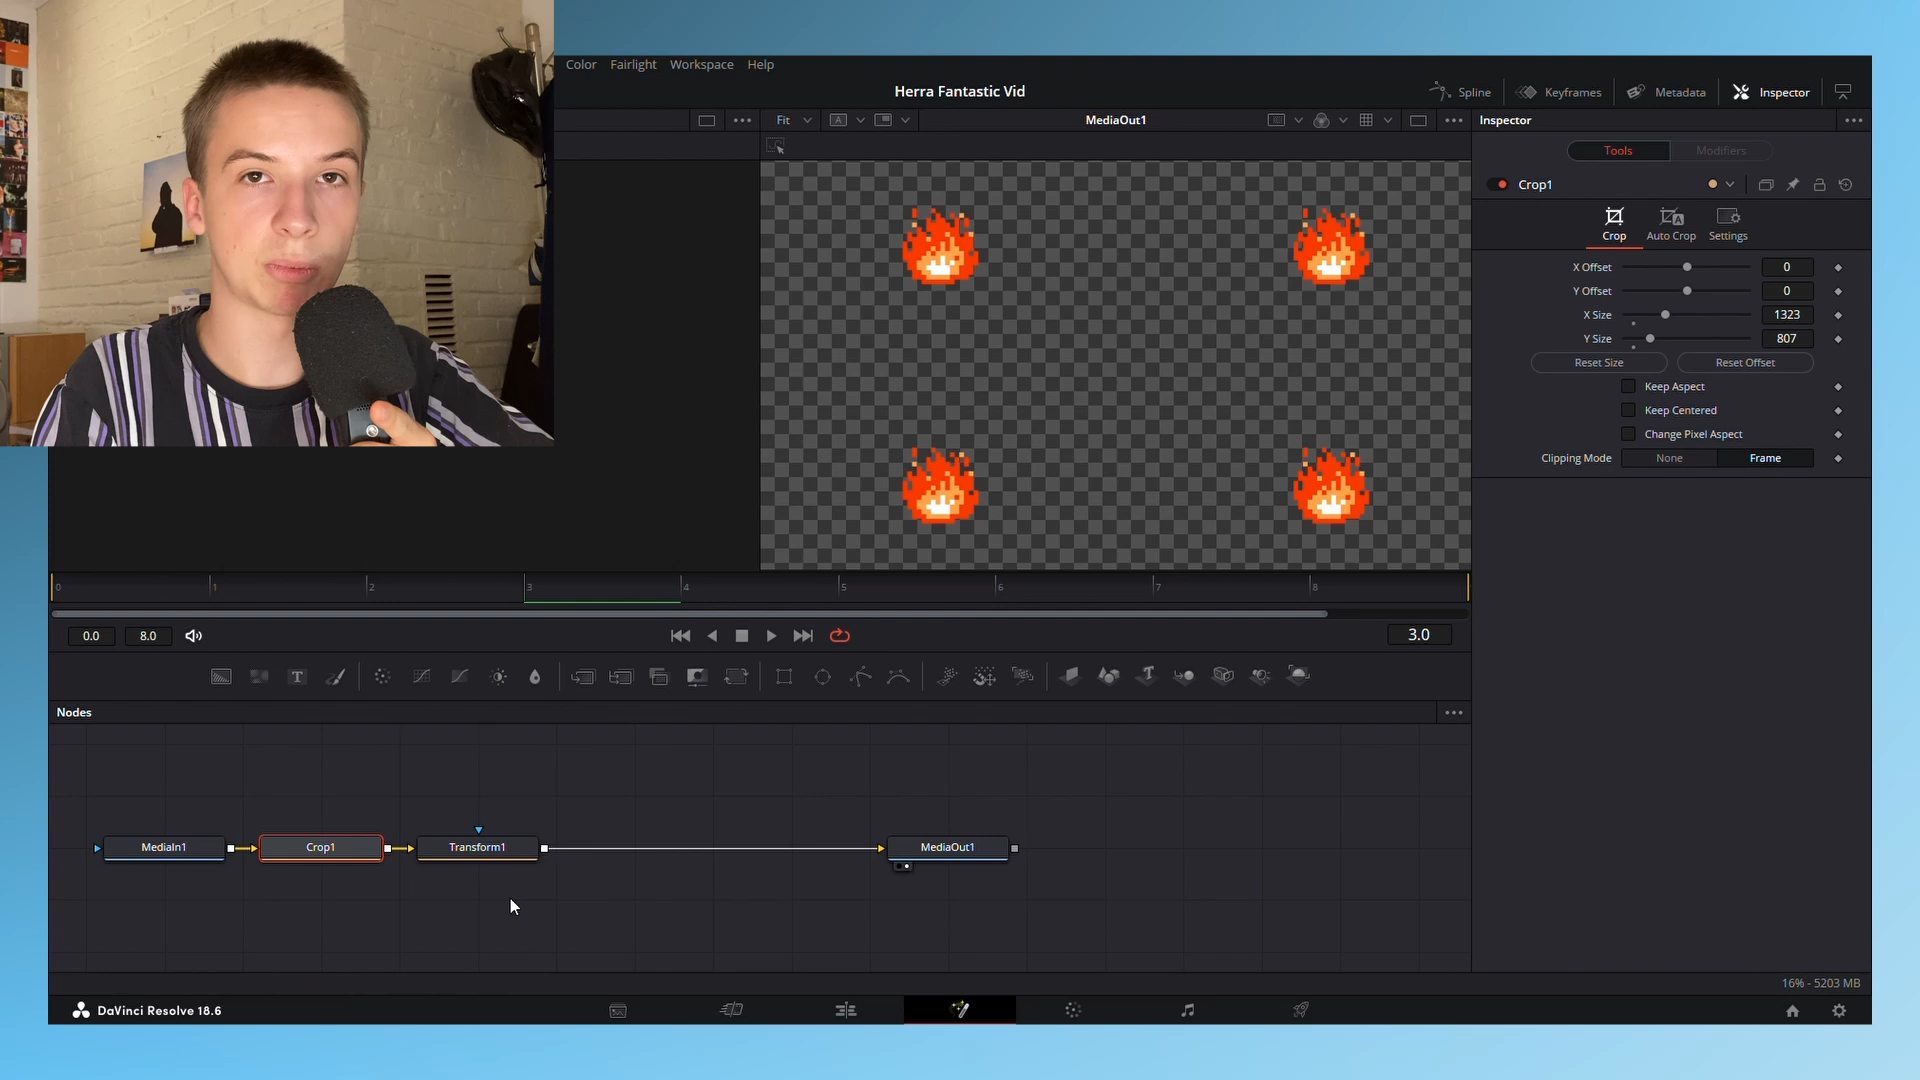 Color Fairlight Workspace Help
Herra Fantastic Vid
Spline Keyframes Metadata Inspector
Fit A MediaOut1
Inspector
Tools Modifiers
Crop1
Crop Auto Crop Settings
X Offset 0
Y Offset 0
X Size 1323
Y Size 807
Reset Size Reset Offset
Keep Aspect
Keep Centered
Change Pixel Aspect
Clipping Mode None Frame
0 1 2 3 4 5 6 7 8
0.0 8.0 3.0
Nodes
MediaIn1 Crop1 Transform1 MediaOut1
16% - 5203 MB
DaVinci Resolve 18.6